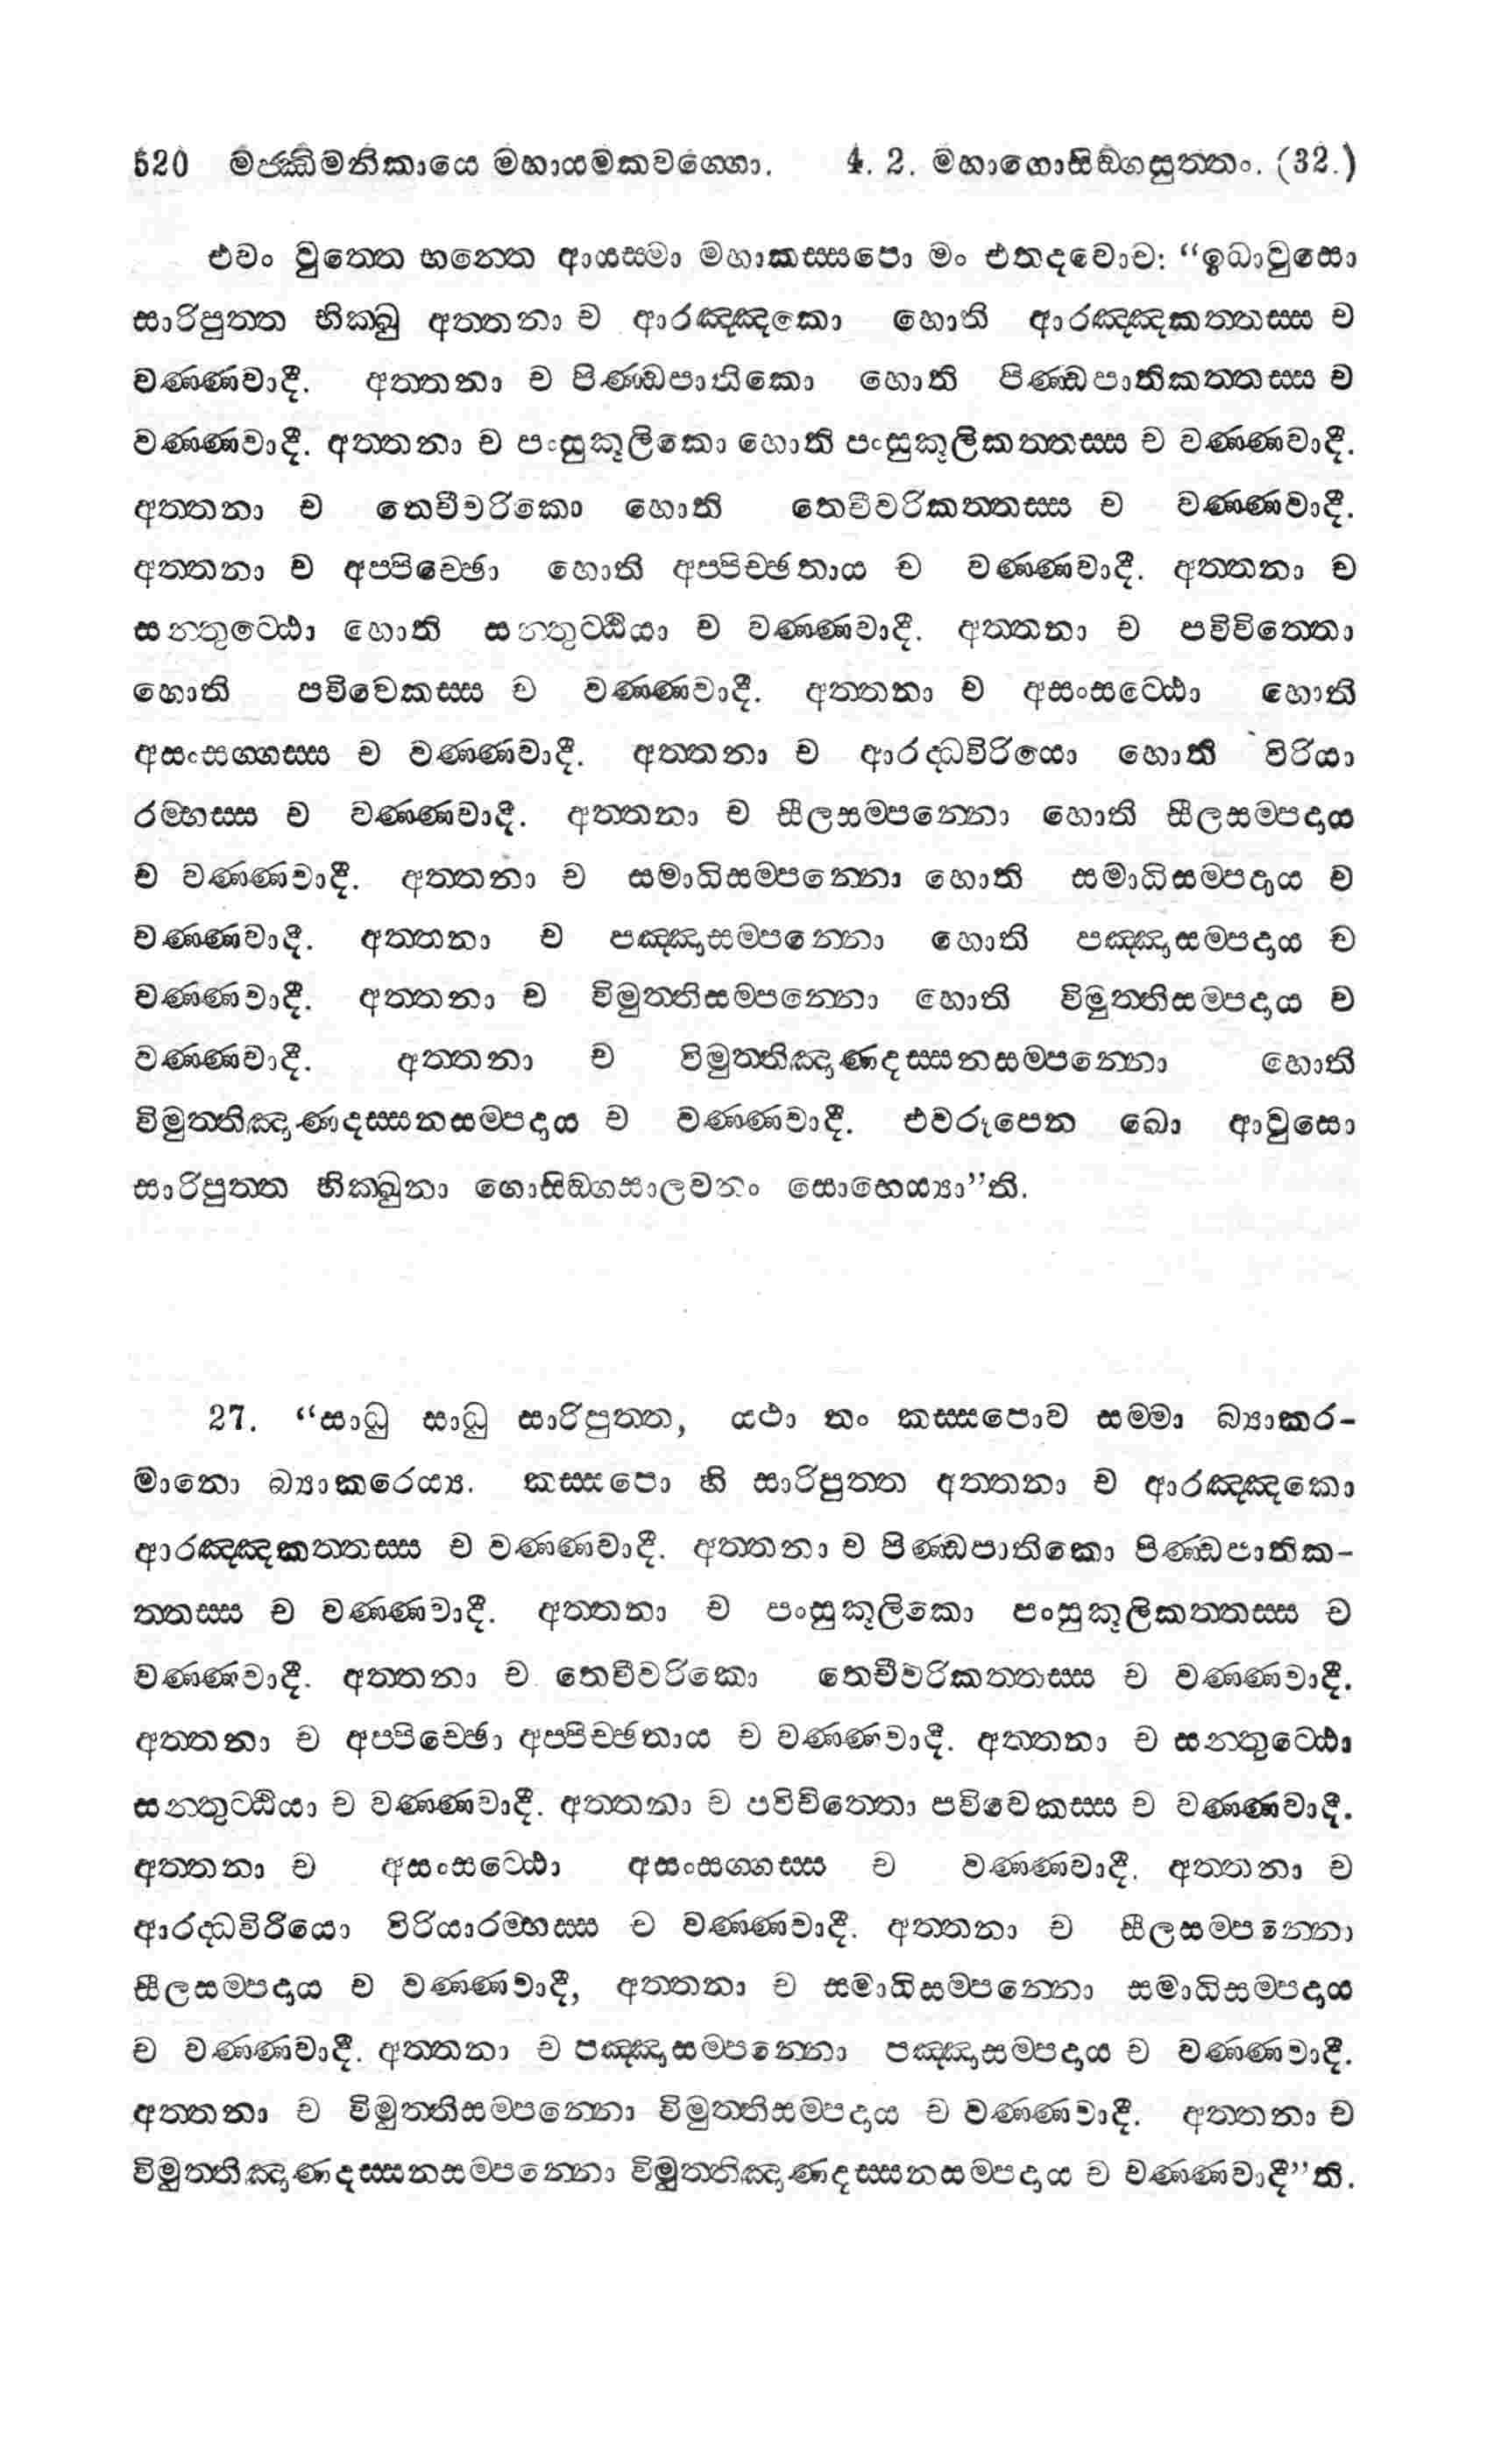 520 මජ්ඣිමනිකායෙ මහායමකවග්ගො. 4. 2. මහාගොසිඞ්ගසුත්තං. (32.)
එවං වුත්තෙ භන්තෙ ආයස්මා මහාකස්සපො මං එතදවොච: “ඉධාවුසො
සාරිපුත්ත භික්ඛු අත්තනා ච ආරඤ්ඤකො හොති ආරඤ්ඤකත්තස්ස ච
වණ්ණවාදී. අත්තනා ච පිණ්ඩපාතිකො හොති පිණ්ඩපාතිකත්තස්ස ච
වණ්ණවාදී. අත්තනා ච පංසුකූලිකො හොති පංසුකූලිකත්තස්ස ච වණ්ණවාදී.
අත්තනා ච තෙචීවරිකො හොති තෙචීවරිකත්තස්ස ච වණ්ණවාදී.
අත්තනා ච අප්පිච්ඡො හොති අප්පිච්ඡතාය ච වණ්ණවාදී. අත්තනා ච
සන්තුට්ඨො හොති සන්තුට්ඨියා ච වණ්ණවාදී. අත්තනා ච පවිවිත්තො
හොති පවිවෙකස්ස ච වණ්ණවාදී. අත්තනා ච අසංසට්ඨො හොති
අසංසග්ගස්ස ච වණ්ණවාදී. අත්තනා ච ආරද්ධවිරියො හොති විරියා
රම්භස්ස ච වණ්ණවාදී. අත්තනා ච සීලසම්පන්නො හොති සීලසම්පදාය
ච වණ්ණවාදී. අත්තනා ච සමාධිසම්පන්නො හොති සමාධිසම්පදාය ච
වණ්ණවාදී. අත්තනා ච පඤ්ඤාසම්පන්නො හොති පඤ්ඤාසම්පදාය ච
වණ්ණවාදී. අත්තනා ච විමුත්තිසම්පන්නො හොති විමුත්තිසම්පදාය ච
වණ්ණවාදී. අත්තනා ච විමුත්තිඤාණදස්සනසම්පන්නො හොති
විමුත්තිඤාණදස්සනසම්පදාය ච වණ්ණවාදී. එවරූපෙන ඛො ආවුසො
සාරිපුත්ත භික්ඛුනා ගොසිඞ්ගසාලවනං සොභෙය්‍යා”ති.
27. “සාධු සාධු සාරිපුත්ත, යථා තං කස්සපොව සම්මා බ්‍යාකර-
මානො බ්‍යාකරෙය්‍ය. කස්සපො හි සාරිපුත්ත අත්තනා ච ආරඤ්ඤකො
ආරඤ්ඤකත්තස්ස ච වණ්ණවාදී. අත්තනා ච පිණ්ඩපාතිකො පිණ්ඩපාතික-
ත්තස්ස ච වණ්ණවාදී. අත්තනා ච පංසුකූලිකො පංසුකූලිකත්තස්ස ච
වණ්ණවාදී. අත්තනා ච තෙචීවරිකො තෙචීවරිකත්තස්ස ච වණ්ණවාදී.
අත්තනා ච අප්පිච්ඡො අප්පිච්ඡතාය ච වණ්ණවාදී. අත්තනා ච සන්තුට්ඨො
සන්තුට්ඨියා ච වණ්ණවාදී. අත්තනා ච පවිවිත්තො පවිවෙකස්ස ච වණ්ණවාදී.
අත්තනා ච අසංසට්ඨො අසංසග්ගස්ස ච වණ්ණවාදී. අත්තනා ච
ආරද්ධවිරියො විරියාරම්භස්ස ච වණ්ණවාදී. අත්තනා ච සීලසම්පන්නො
සීලසම්පදාය ච වණ්ණවාදී, අත්තනා ච සමාධිසම්පන්නො සමාධිසම්පදාය
ච වණ්ණවාදී. අත්තනා ච පඤ්ඤාසම්පන්නො පඤ්ඤාසම්පදාය ච වණ්ණවාදී.
අත්තනා ච විමුත්තිසම්පන්නො විමුත්තිසම්පදාය ච වණ්ණවාදී. අත්තනා ච
විමුත්තිඤාණදස්සනසම්පන්නො විමුත්තිඤාණදස්සනසම්පදාය ච වණ්ණවාදී”ති.